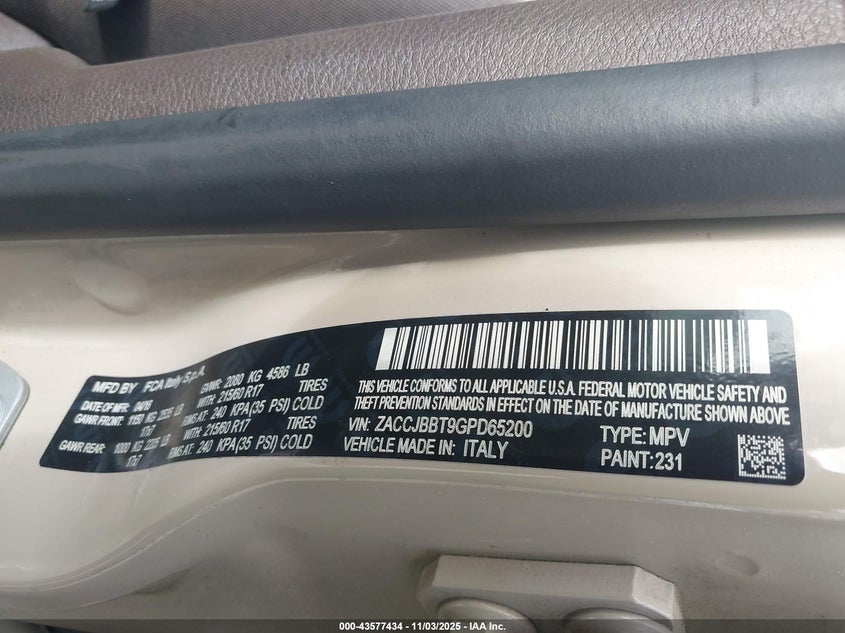 MFD BY FCA Italy S.p.A. GVWR: 2080 KG 4586 LB
DATE OF MFR: 04/16 WITH: 215/60 R17 TIRES
GAWR FRONT: 1150 KG LB RIMS AT: 240 KPA(35 PSI) COLD
17x7 WITH: 215/60 R17 TIRES
GAWR REAR: 1000 KG 2205 LB RIMS AT: 240 KPA(35 PSI) COLD
17x7
THIS VEHICLE CONFORMS TO ALL APPLICABLE U.S.A. FEDERAL MOTOR VEHICLE SAFETY AND
THEFT PREVENTION STANDARDS IN EFFECT ON THE DATE OF MANUFACTURE SHOWN ABOVE
VIN: ZACCJBBT9GPD65200 TYPE: MPV
VEHICLE MADE IN: ITALY PAINT: 231
000-43577434 - 11/03/2025 - IAA Inc.